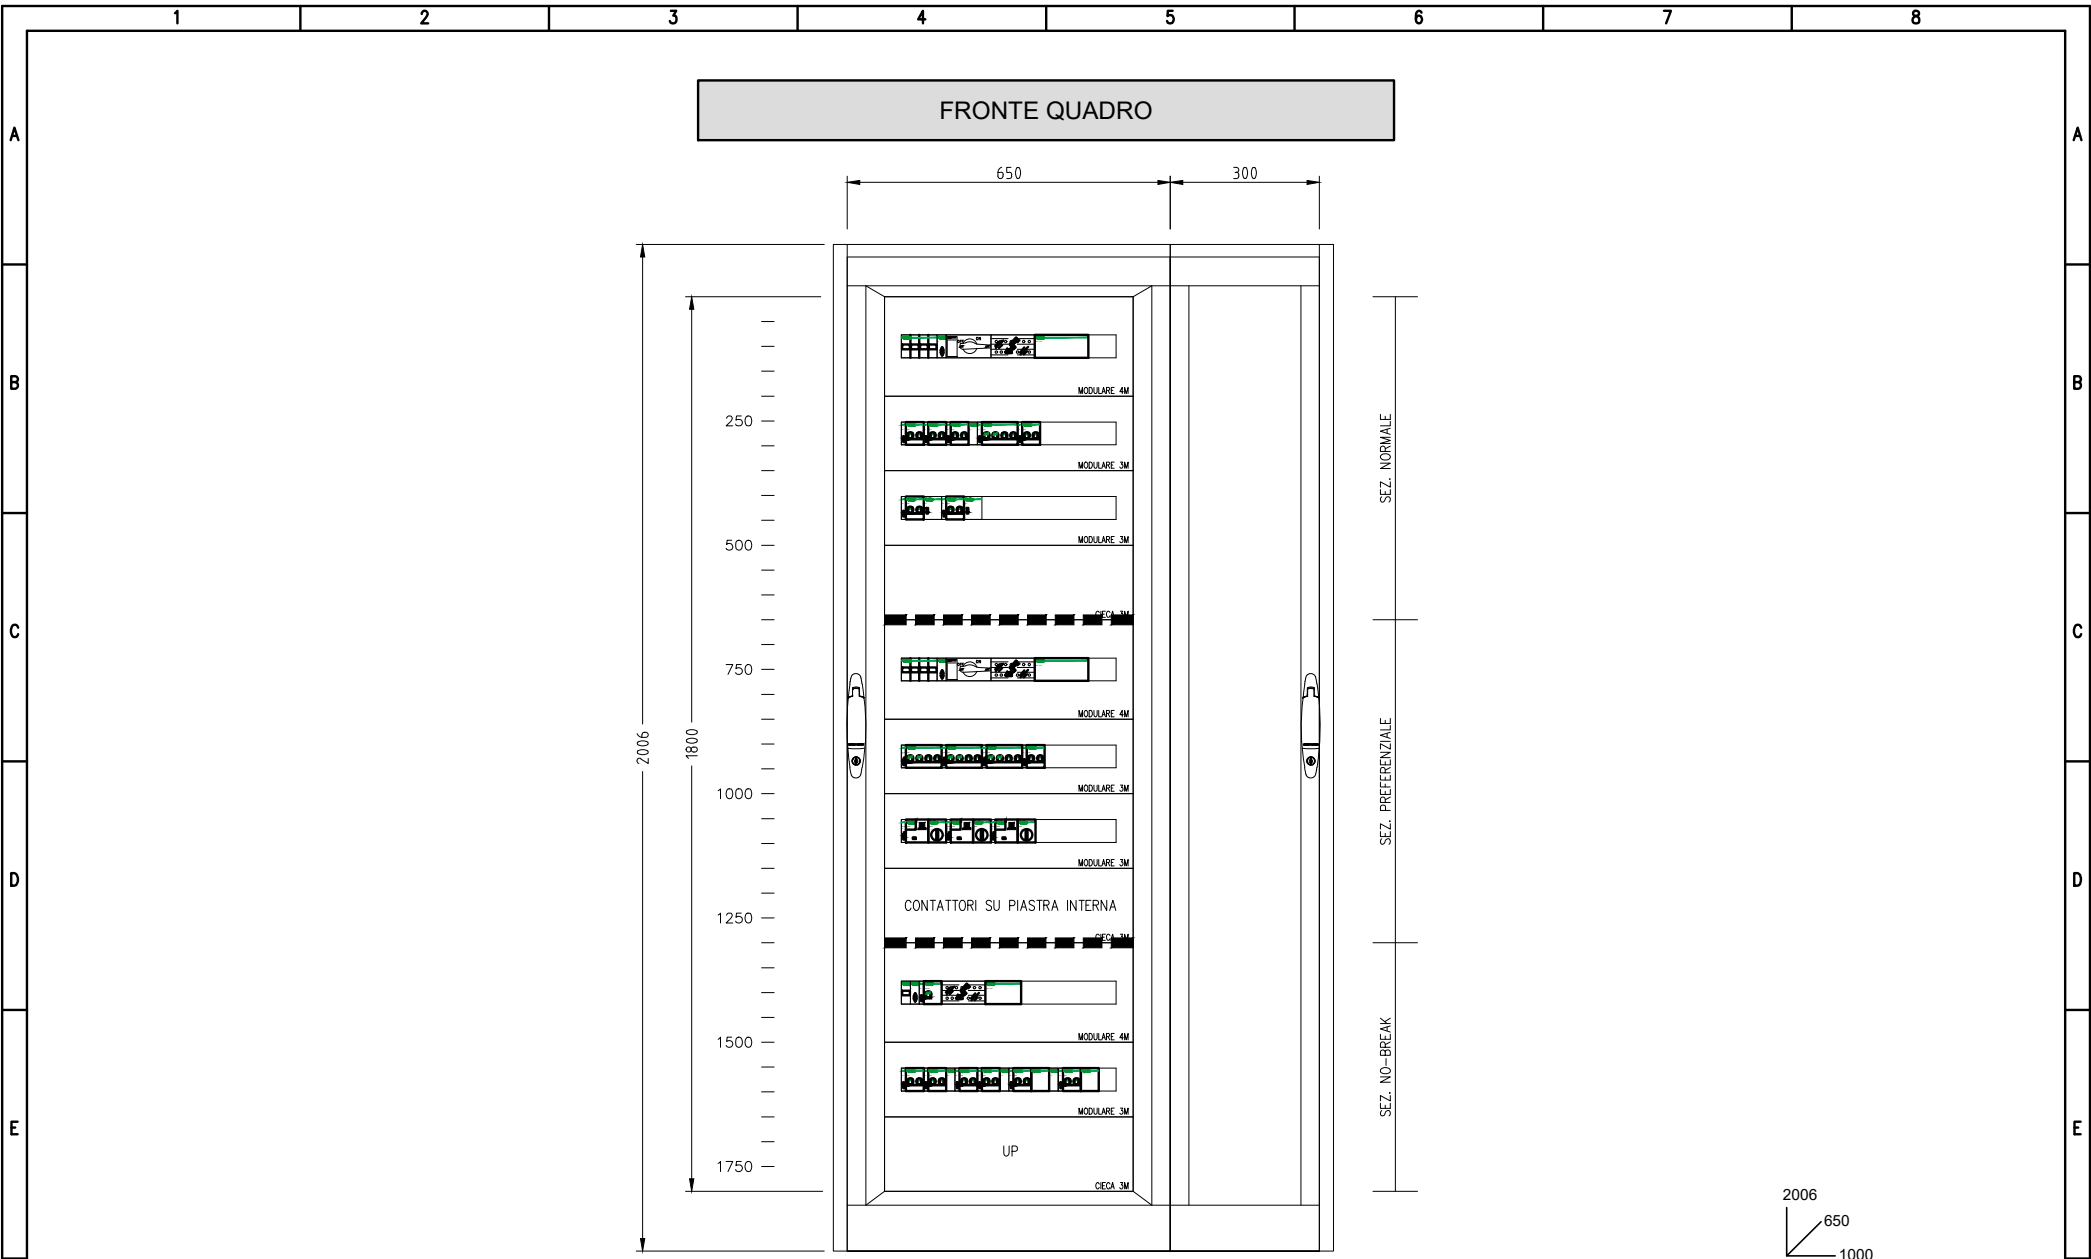 1 2 3 4 5 6 7 8
FRONTE QUADRO
A A
650 300
B B
MODULARE 4M
250
MODULARE 3M
SEZ. NORMALE
500
MODULARE 3M
CIECA 3M
C C
750
MODULARE 4M
2006
1800
MODULARE 3M
SEZ. PREFERENZIALE
1000
MODULARE 3M
D D
CONTATTORI SU PIASTRA INTERNA
1250
CIECA 3M
MODULARE 4M
1500
SEZ. NO-BREAK
MODULARE 3M
E E
UP
1750
CIECA 3M
2006
650
1000